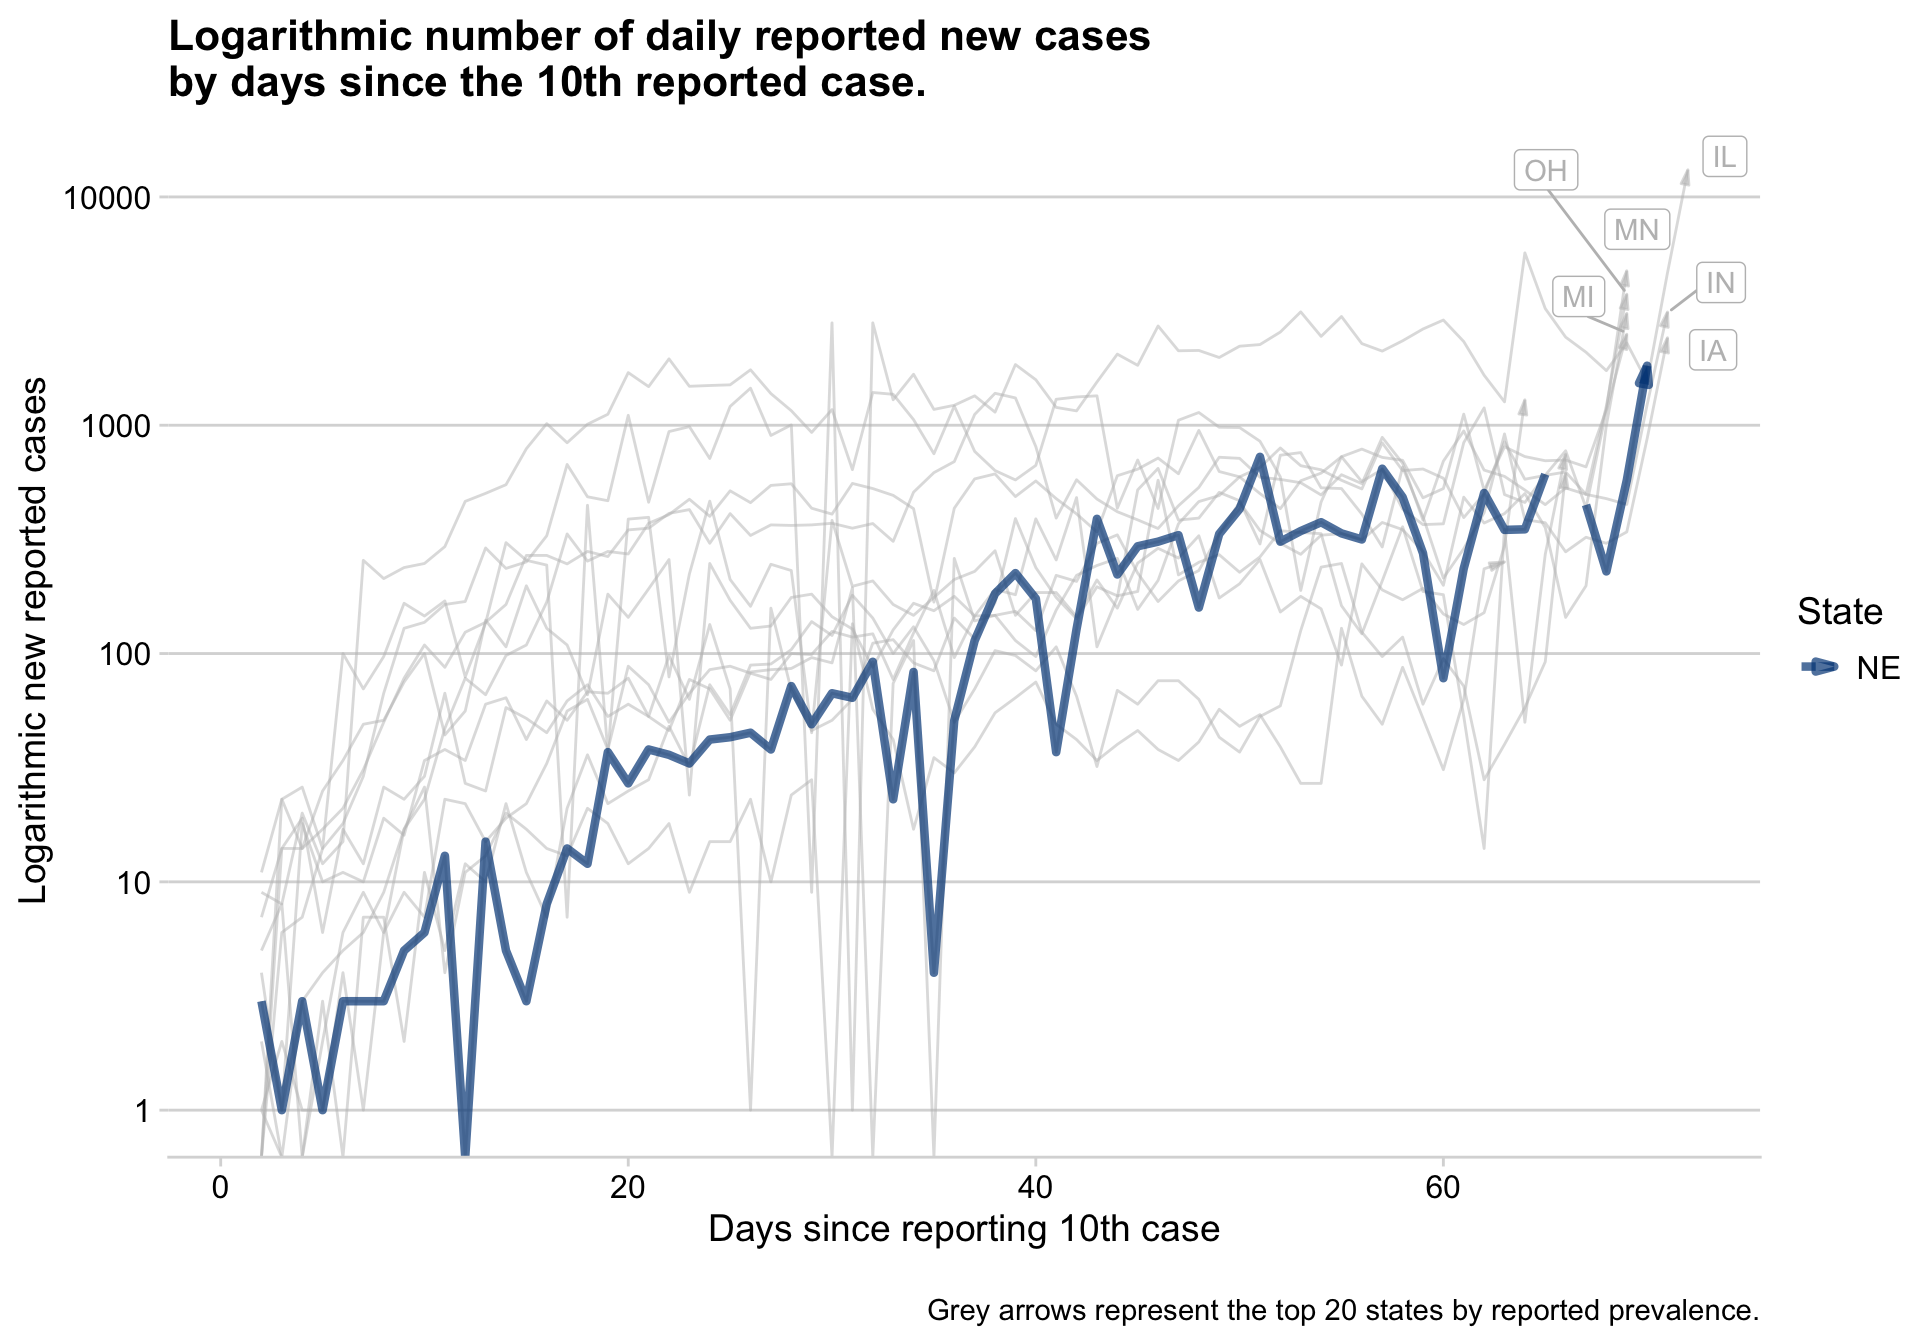 Logarithmic number of daily reported new cases
by days since the 10th reported case.
Logarithmic new reported cases
10000
1000
100
10
1
OH
IL
MN
MI
IN
IA
State
NE
0
20
40
60
Days since reporting 10th case
Grey arrows represent the top 20 states by reported prevalence.